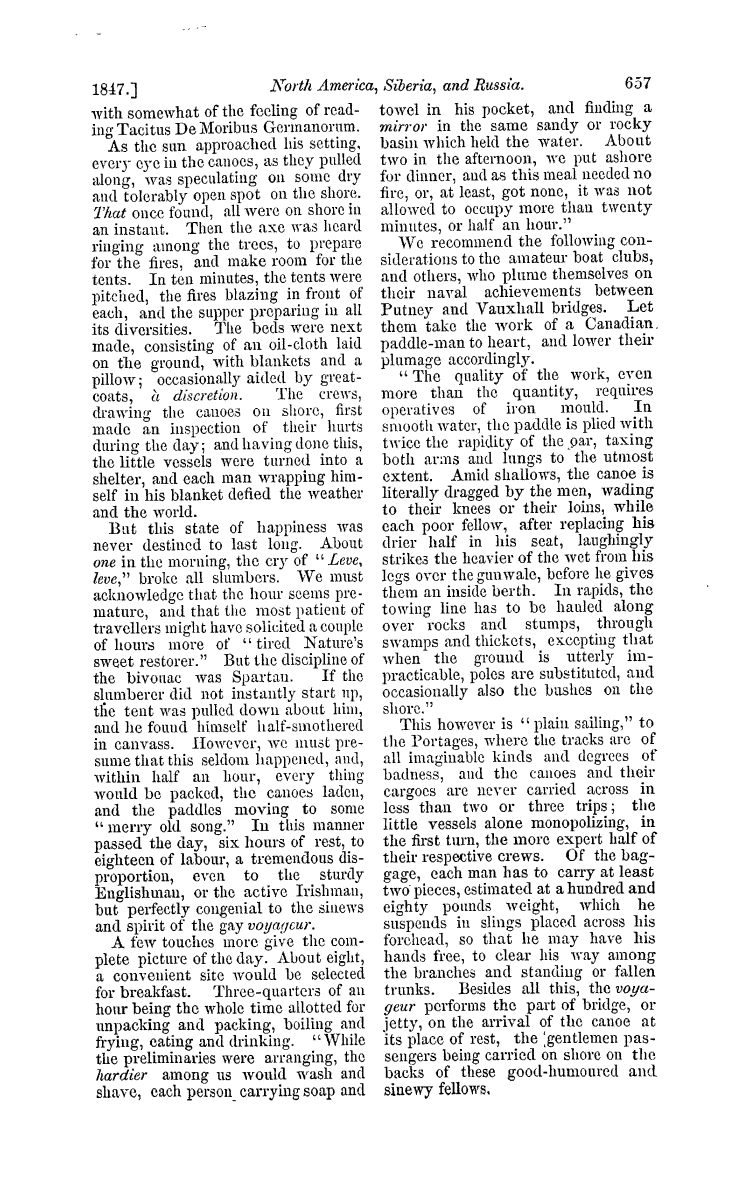 1847.] North America, Siberia, and Russia. 657
with somewhat of the feeling of read-
ing Tacitus De Moribus Germanorum.
As the sun approached his setting,
every eye in the canoes, as they pulled
along, was speculating on some dry
and tolerably open spot on the shore.
That once found, all were on shore in
an instant. Then the axe was heard
ringing among the trees, to prepare
for the fires, and make room for the
tents. In ten minutes, the tents were
pitched, the fires blazing in front of
each, and the supper preparing in all
its diversities. The beds were next
made, consisting of an oil-cloth laid
on the ground, with blankets and a
pillow; occasionally aided by great-
coats, à discretion. The crews,
drawing the canoes on shore, first
made an inspection of their hurts
during the day; and having done this,
the little vessels were turned into a
shelter, and each man wrapping him-
self in his blanket defied the weather
and the world.
But this state of happiness was
never destined to last long. About
one in the morning, the cry of "Leve,
leve," broke all slumbers. We must
acknowledge that the hour seems pre-
mature, and that the most patient of
travellers might have solicited a couple
of hours more of "tired Nature's
sweet restorer." But the discipline of
the bivouac was Spartan. If the
slumberer did not instantly start up,
the tent was pulled down about him,
and he found himself half-smothered
in canvass. However, we must pre-
sume that this seldom happened, and,
within half an hour, every thing
would be packed, the canoes laden,
and the paddles moving to some
"merry old song." In this manner
passed the day, six hours of rest, to
eighteen of labour, a tremendous dis-
proportion, even to the sturdy
Englishman, or the active Irishman,
but perfectly congenial to the sinews
and spirit of the gay voyageur.
A few touches more give the com-
plete picture of the day. About eight,
a convenient site would be selected
for breakfast. Three-quarters of an
hour being the whole time allotted for
unpacking and packing, boiling and
frying, eating and drinking. "While
the preliminaries were arranging, the
hardier among us would wash and
shave, each person carrying soap and
towel in his pocket, and finding a
mirror in the same sandy or rocky
basin which held the water. About
two in the afternoon, we put ashore
for dinner, and as this meal needed no
fire, or, at least, got none, it was not
allowed to occupy more than twenty
minutes, or half an hour."
We recommend the following con-
siderations to the amateur boat clubs,
and others, who plume themselves on
their naval achievements between
Putney and Vauxhall bridges. Let
them take the work of a Canadian
paddle-man to heart, and lower their
plumage accordingly.
"The quality of the work, even
more than the quantity, requires
operatives of iron mould. In
smooth water, the paddle is plied with
twice the rapidity of the oar, taxing
both arms and lungs to the utmost
extent. Amid shallows, the canoe is
literally dragged by the men, wading
to their knees or their loins, while
each poor fellow, after replacing his
drier half in his seat, laughingly
strikes the heavier of the wet from his
legs over the gunwale, before he gives
them an inside berth. In rapids, the
towing line has to be hauled along
over rocks and stumps, through
swamps and thickets, excepting that
when the ground is utterly im-
practicable, poles are substituted, and
occasionally also the bushes on the
shore."
This however is "plain sailing," to
the Portages, where the tracks are of
all imaginable kinds and degrees of
badness, and the canoes and their
cargoes are never carried across in
less than two or three trips; the
little vessels alone monopolizing, in
the first turn, the more expert half of
their respective crews. Of the bag-
gage, each man has to carry at least
two pieces, estimated at a hundred and
eighty pounds weight, which he
suspends in slings placed across his
forehead, so that he may have his
hands free, to clear his way among
the branches and standing or fallen
trunks. Besides all this, the voya-
geur performs the part of bridge, or
jetty, on the arrival of the canoe at
its place of rest, the gentlemen pas-
sengers being carried on shore on the
backs of these good-humoured and
sinewy fellows.